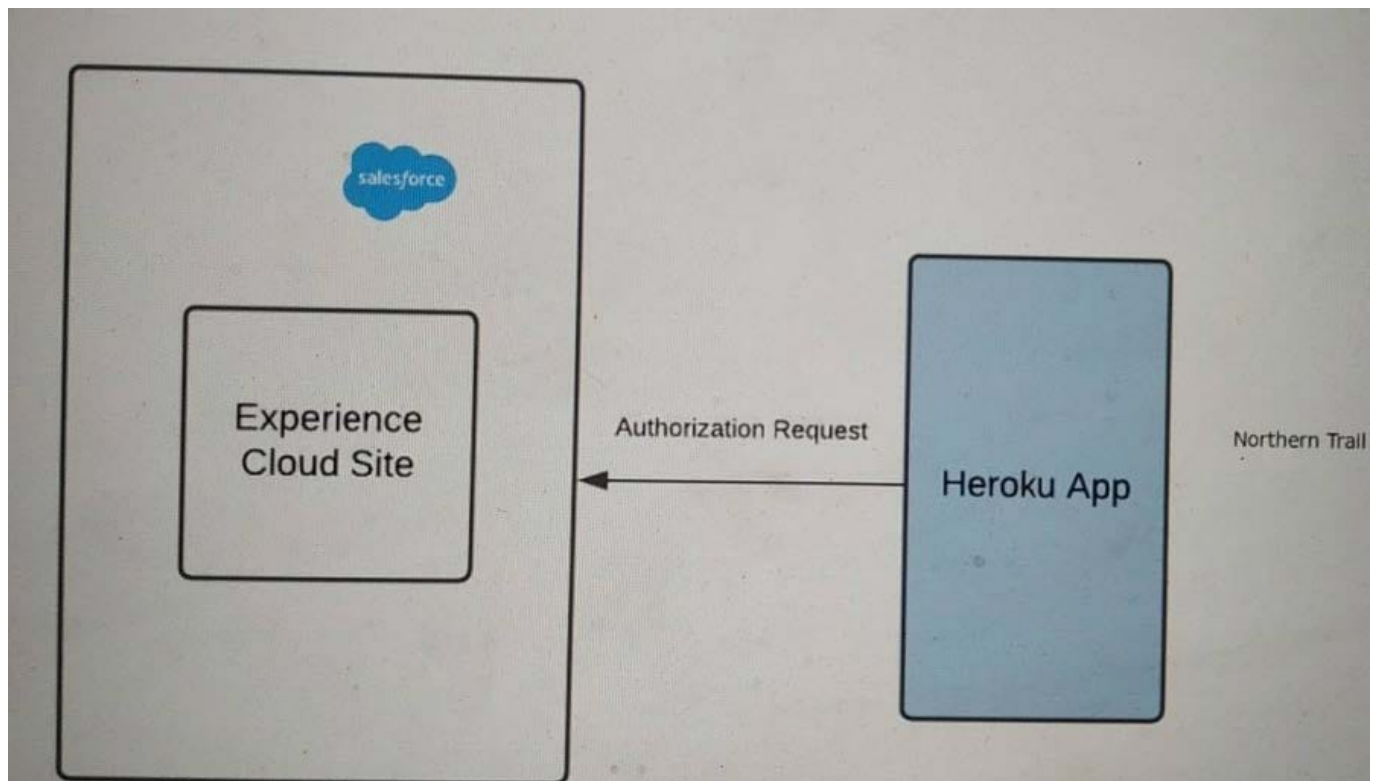 salesforce
Experience
Cloud Site
Authorization Request
Heroku App
Northern Trail